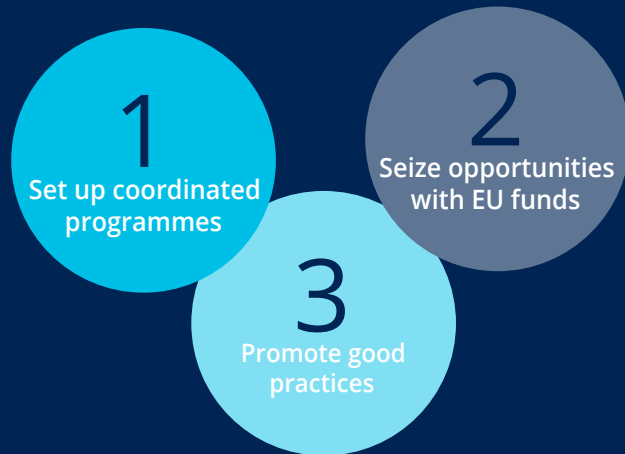 1
Set up coordinated
programmes
2
Seize opportunities
with EU funds
3
Promote good
practices